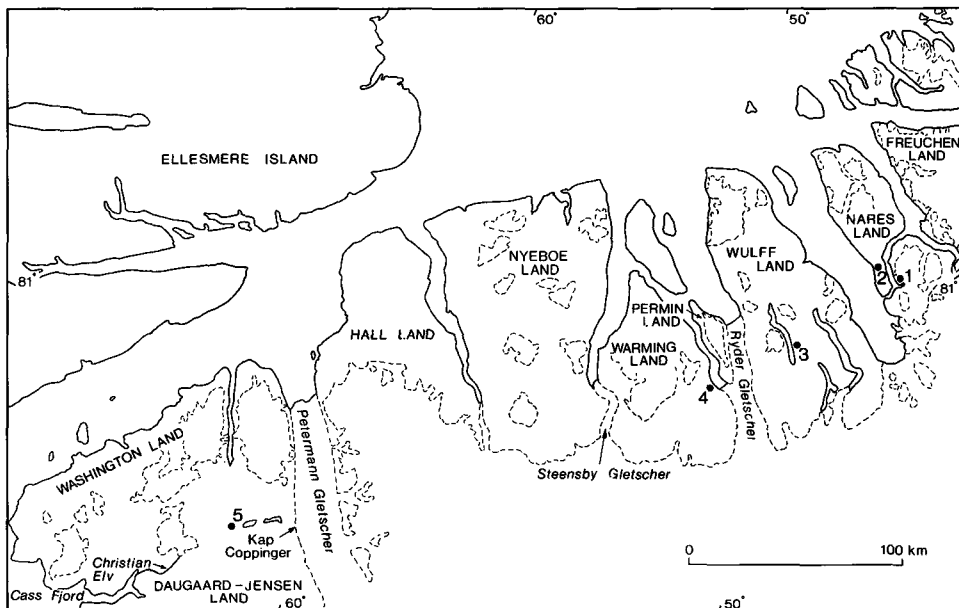 60°
50°
ELLESMERE ISLAND
FREUCHEN
LAND
NARES
LAND
NYEBOE
LAND
WULFF
LAND
2
1
81°
81°
PERMIN
LAND
HALL LAND
WARMING
LAND
Ryder Gletscher
3
4
WASHINGTON LAND
Petermann Gletscher
Steensby Gletscher
5
Kap
Coppinger
0
100 km
Christian
Elv
Cass Fjord
DAUGAARD–JENSEN
LAND
60°
50°